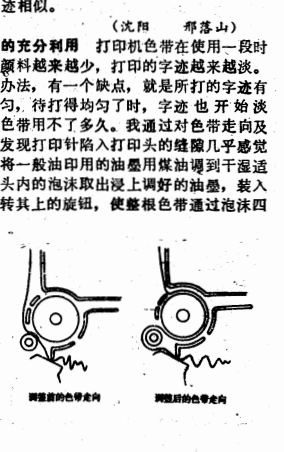 迹相似。
(沈阳 邢落山)
的充分利用 打印机色带在使用一段时
颜料越来越少，打印的字迹越来越淡。
办法，有一个缺点，就是所打的字迹有
匀，待打得均匀了时，字迹也开始淡
色带用不了多久。我通过对色带走向及
发现打印针陷入打印头的缝隙几乎感觉
将一般油印用的油墨用煤油调到干湿适
头内的泡沫取出浸上调好的油墨，装入
转其上的旋钮，使整根色带通过泡沫四
调整前的色带走向
调整后的色带走向